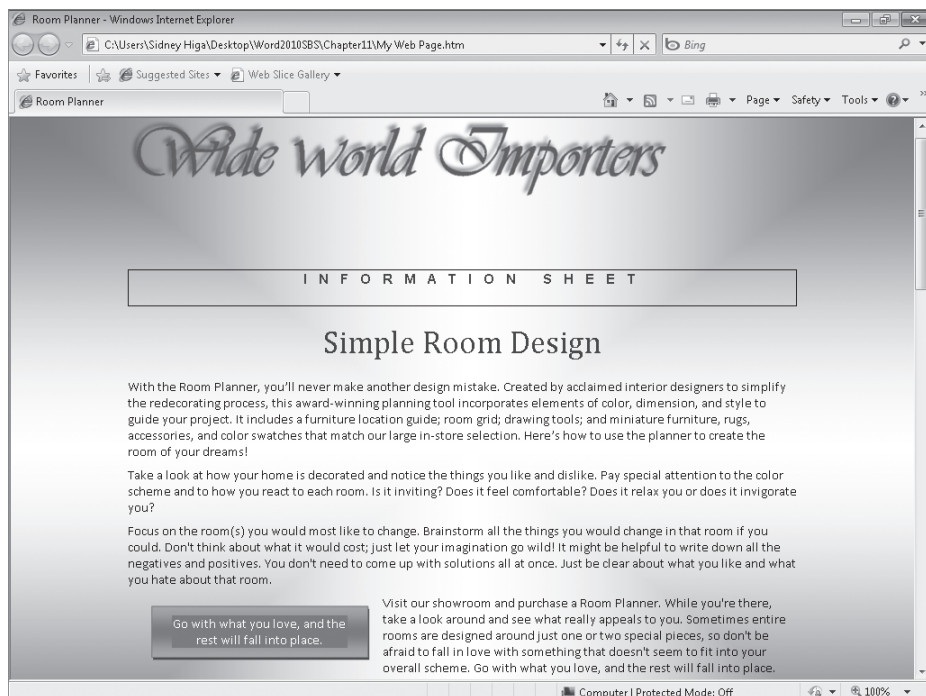 Room Planner - Windows Internet Explorer
C:\Users\Sidney Higa\Desktop\Word2010SBS\Chapter11\My Web Page.htm
Bing
Favorites
Suggested Sites
Web Slice Gallery
Room Planner
Page
Safety
Tools
Wide World Importers
INFORMATION SHEET
Simple Room Design
With the Room Planner, you'll never make another design mistake. Created by acclaimed interior designers to simplify
the redecorating process, this award-winning planning tool incorporates elements of color, dimension, and style to
guide your project. It includes a furniture location guide; room grid; drawing tools; and miniature furniture, rugs,
accessories, and color swatches that match our large in-store selection. Here's how to use the planner to create the
room of your dreams!
Take a look at how your home is decorated and notice the things you like and dislike. Pay special attention to the color
scheme and to how you react to each room. Is it inviting? Does it feel comfortable? Does it relax you or does it invigorate
you?
Focus on the room(s) you would most like to change. Brainstorm all the things you would change in that room if you
could. Don't think about what it would cost; just let your imagination go wild! It might be helpful to write down all the
negatives and positives. You don't need to come up with solutions all at once. Just be clear about what you like and what
you hate about that room.
Go with what you love, and the
rest will fall into place.
Visit our showroom and purchase a Room Planner. While you're there,
take a look around and see what really appeals to you. Sometimes entire
rooms are designed around just one or two special pieces, so don't be
afraid to fall in love with something that doesn't seem to fit into your
overall scheme. Go with what you love, and the rest will fall into place.
Computer | Protected Mode: Off
100%